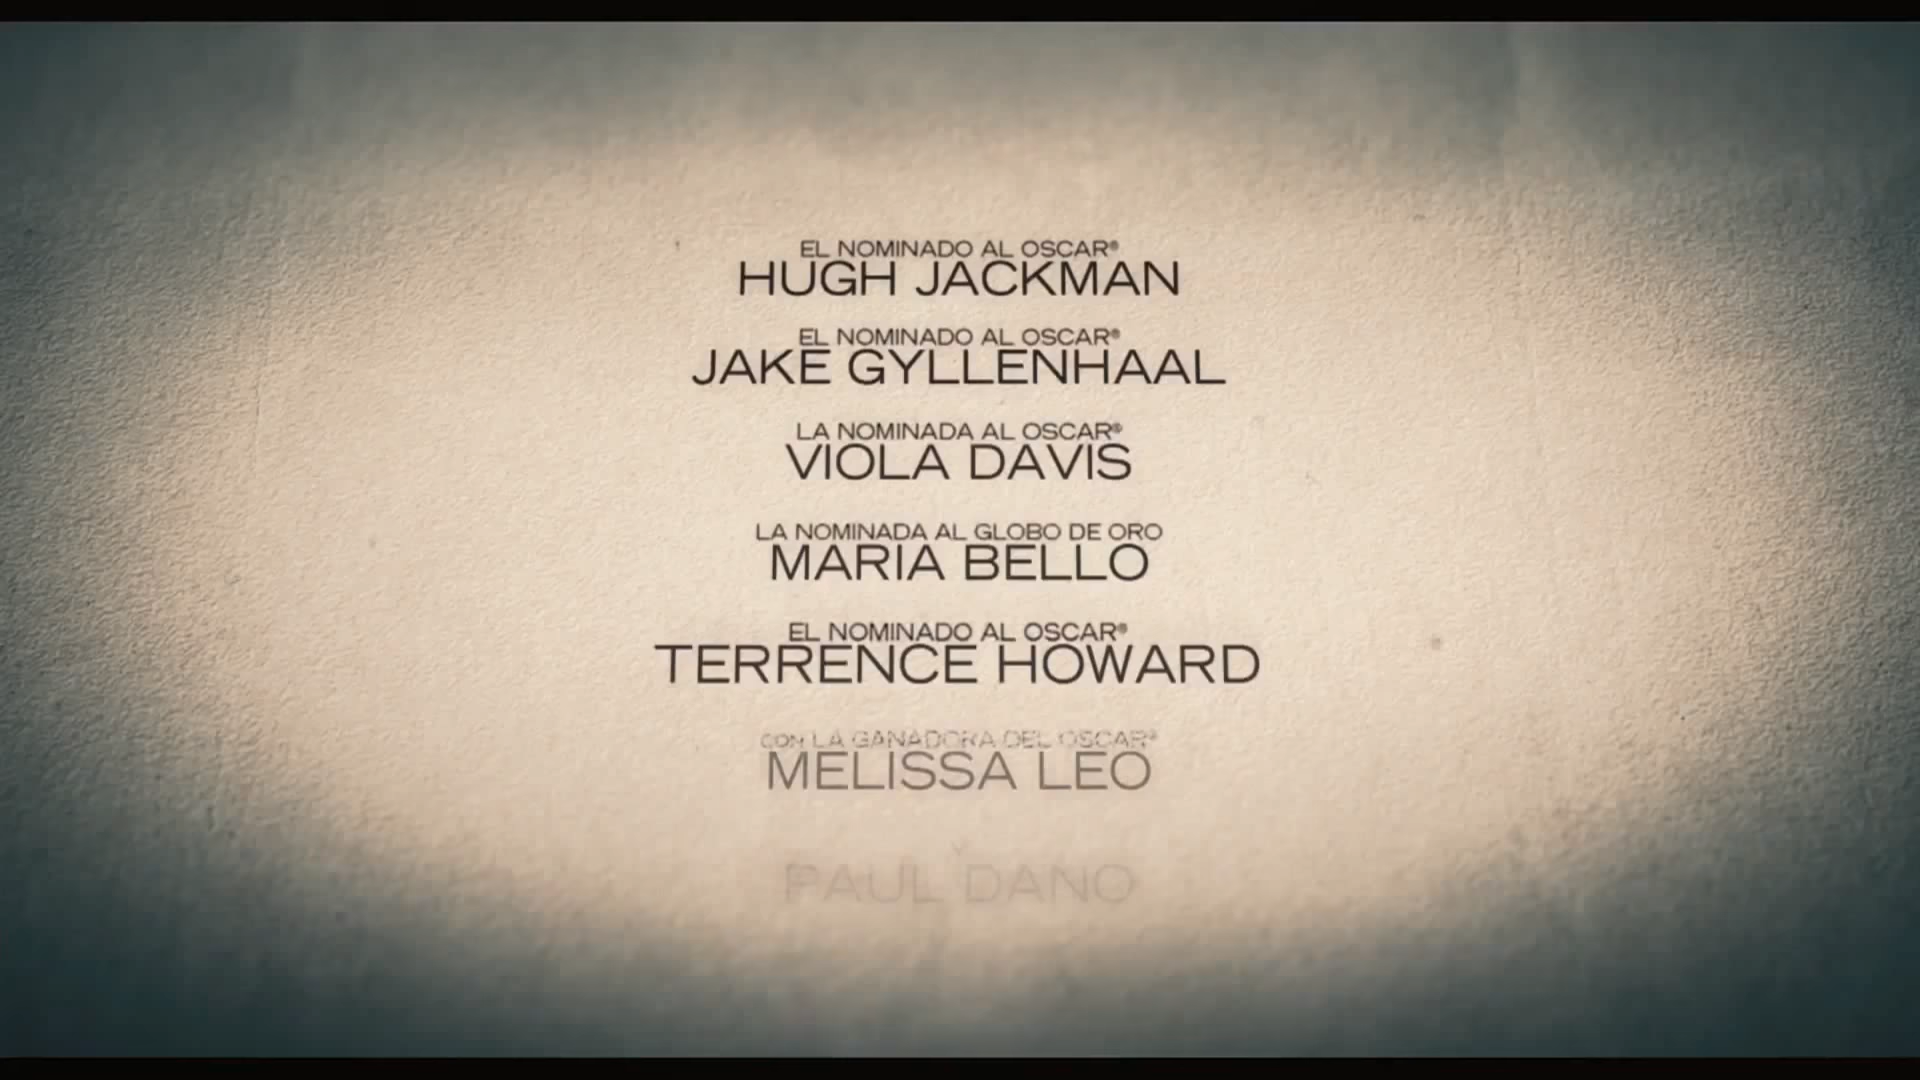 EL NOMINADO AL OSCAR®
HUGH JACKMAN
EL NOMINADO AL OSCAR®
JAKE GYLLENHAAL
LA NOMINADA AL OSCAR®
VIOLA DAVIS
LA NOMINADA AL GLOBO DE ORO
MARIA BELLO
EL NOMINADO AL OSCAR®
TERRENCE HOWARD
CON LA GANADORA DEL OSCAR®
MELISSA LEO
Y
PAUL DANO